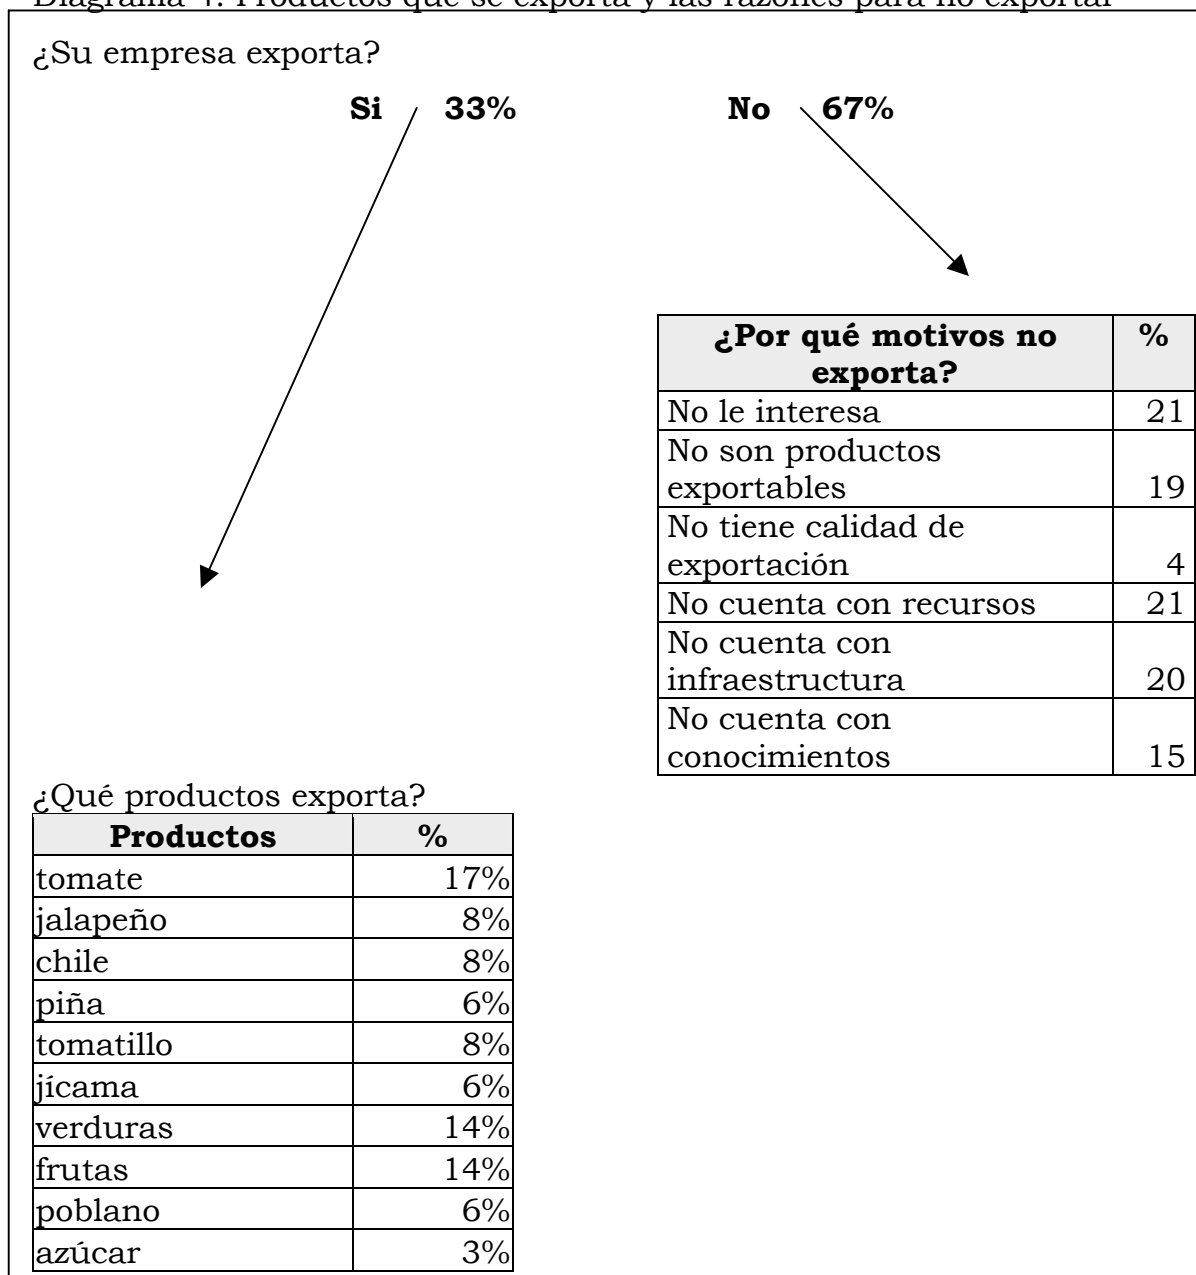 Diagrama 4. Productos que se exporta y las razones para no exportar
¿Su empresa exporta?
Si 33% No 67%
¿Por qué motivos no %
exporta?
No le interesa 21
No son productos
exportables 19
No tiene calidad de
exportación 4
No cuenta con recursos 21
No cuenta con
infraestructura 20
No cuenta con
conocimientos 15
¿Qué productos exporta?
Productos %
tomate 17%
jalapeño 8%
chile 8%
piña 6%
tomatillo 8%
jícama 6%
verduras 14%
frutas 14%
poblano 6%
azúcar 3%